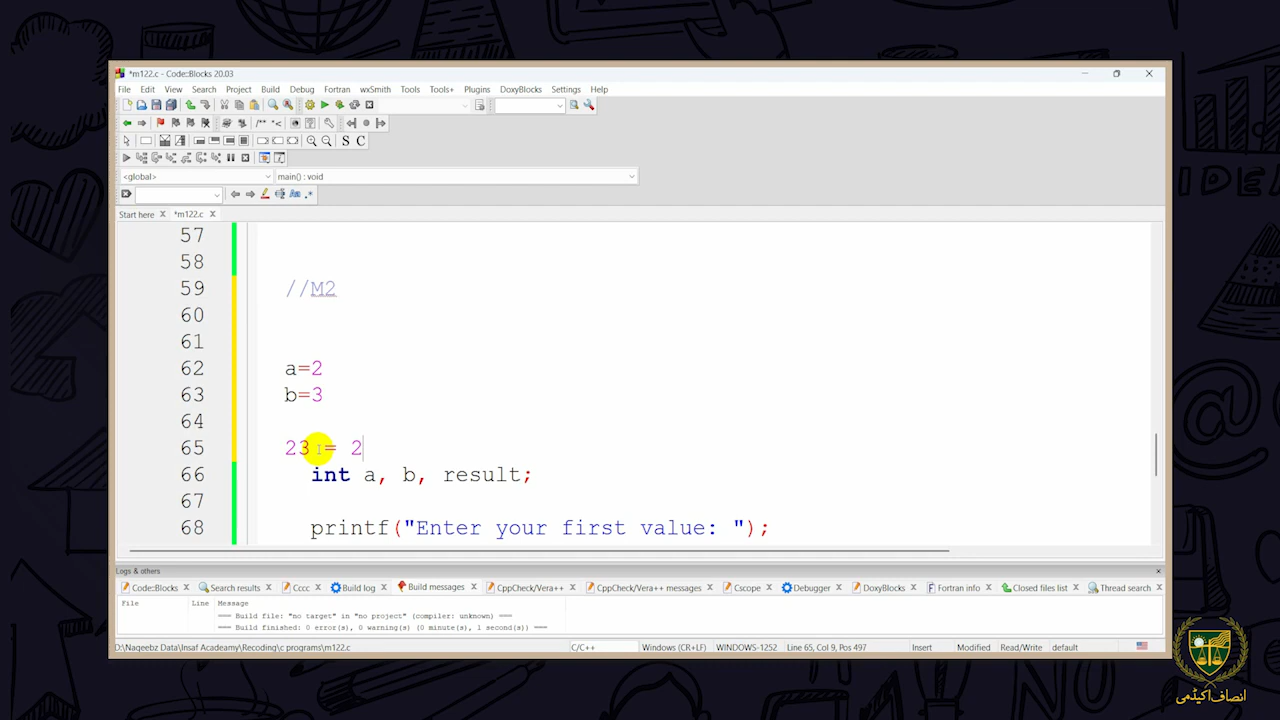 *m122.c - Code::Blocks 20.03
File Edit View Search Project Build Debug Fortran wxSmith Tools Tools+ Plugins DoxyBlocks Settings Help
S C
<global> main() : void
Start here *m122.c
57
58
59 //M2
60
61
62 a=2
63 b=3
64
65 23 = 2
66 int a, b, result;
67
68 printf("Enter your first value: ");
Logs & others
Code::Blocks Search results Cccc Build log Build messages CppCheck/Vera++ CppCheck/Vera++ messages Cscope Debugger DoxyBlocks Fortran info Closed files list Thread search
File Line Message
=== Build file: "no target" in "no project" (compiler: unknown) ===
=== Build finished: 0 error(s), 0 warning(s) (0 minute(s), 1 second(s)) ===
D:\Naqeebz Data\Insaf Acadeamy\Recoding\c programs\m122.c C/C++ Windows (CR+LF) WINDOWS-1252 Line 65, Col 9, Pos 497 Insert Modified Read/Write default
IDEA
انصاف اکیڈمی